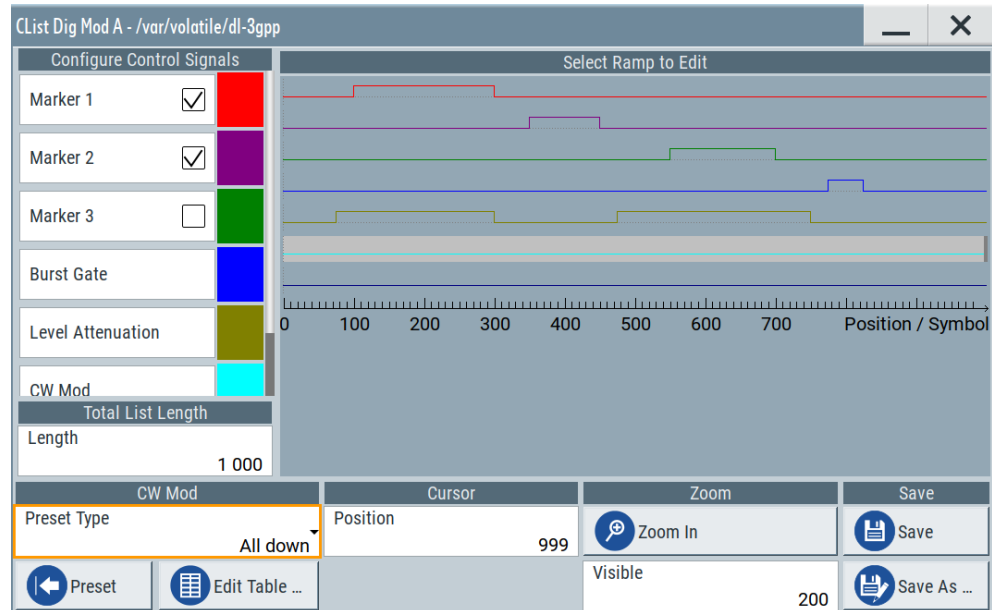 CList Dig Mod A - /var/volatile/dl-3gpp
Configure Control Signals
Marker 1
Marker 2
Marker 3
Burst Gate
Level Attenuation
CW Mod
Total List Length
Length
1 000
Select Ramp to Edit
0 100 200 300 400 500 600 700 Position / Symbol
CW Mod
Preset Type
All down
Preset
Edit Table ...
Cursor
Position
999
Zoom
Zoom In
Visible
200
Save
Save
Save As ...